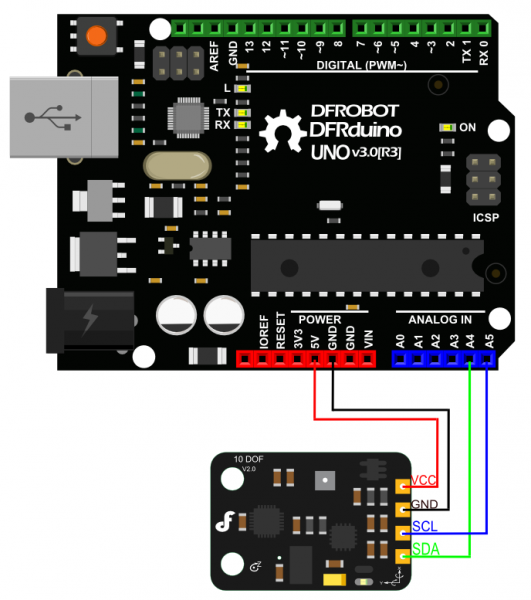 AREF
GND
13
12
~11
~10
~9
8
7
~6
~5
4
~3
2
TX 1
RX 0
DIGITAL (PWM~)
L
TX
RX
DFROBOT
DFRduino
UNO v3.0[R3]
ON
ICSP
POWER
ANALOG IN
IOREF
RESET
3V3
5V
GND
GND
VIN
A0
A1
A2
A3
A4
A5
10 DOF
V2.0
VCC
GND
SCL
SDA
Z
X
Y